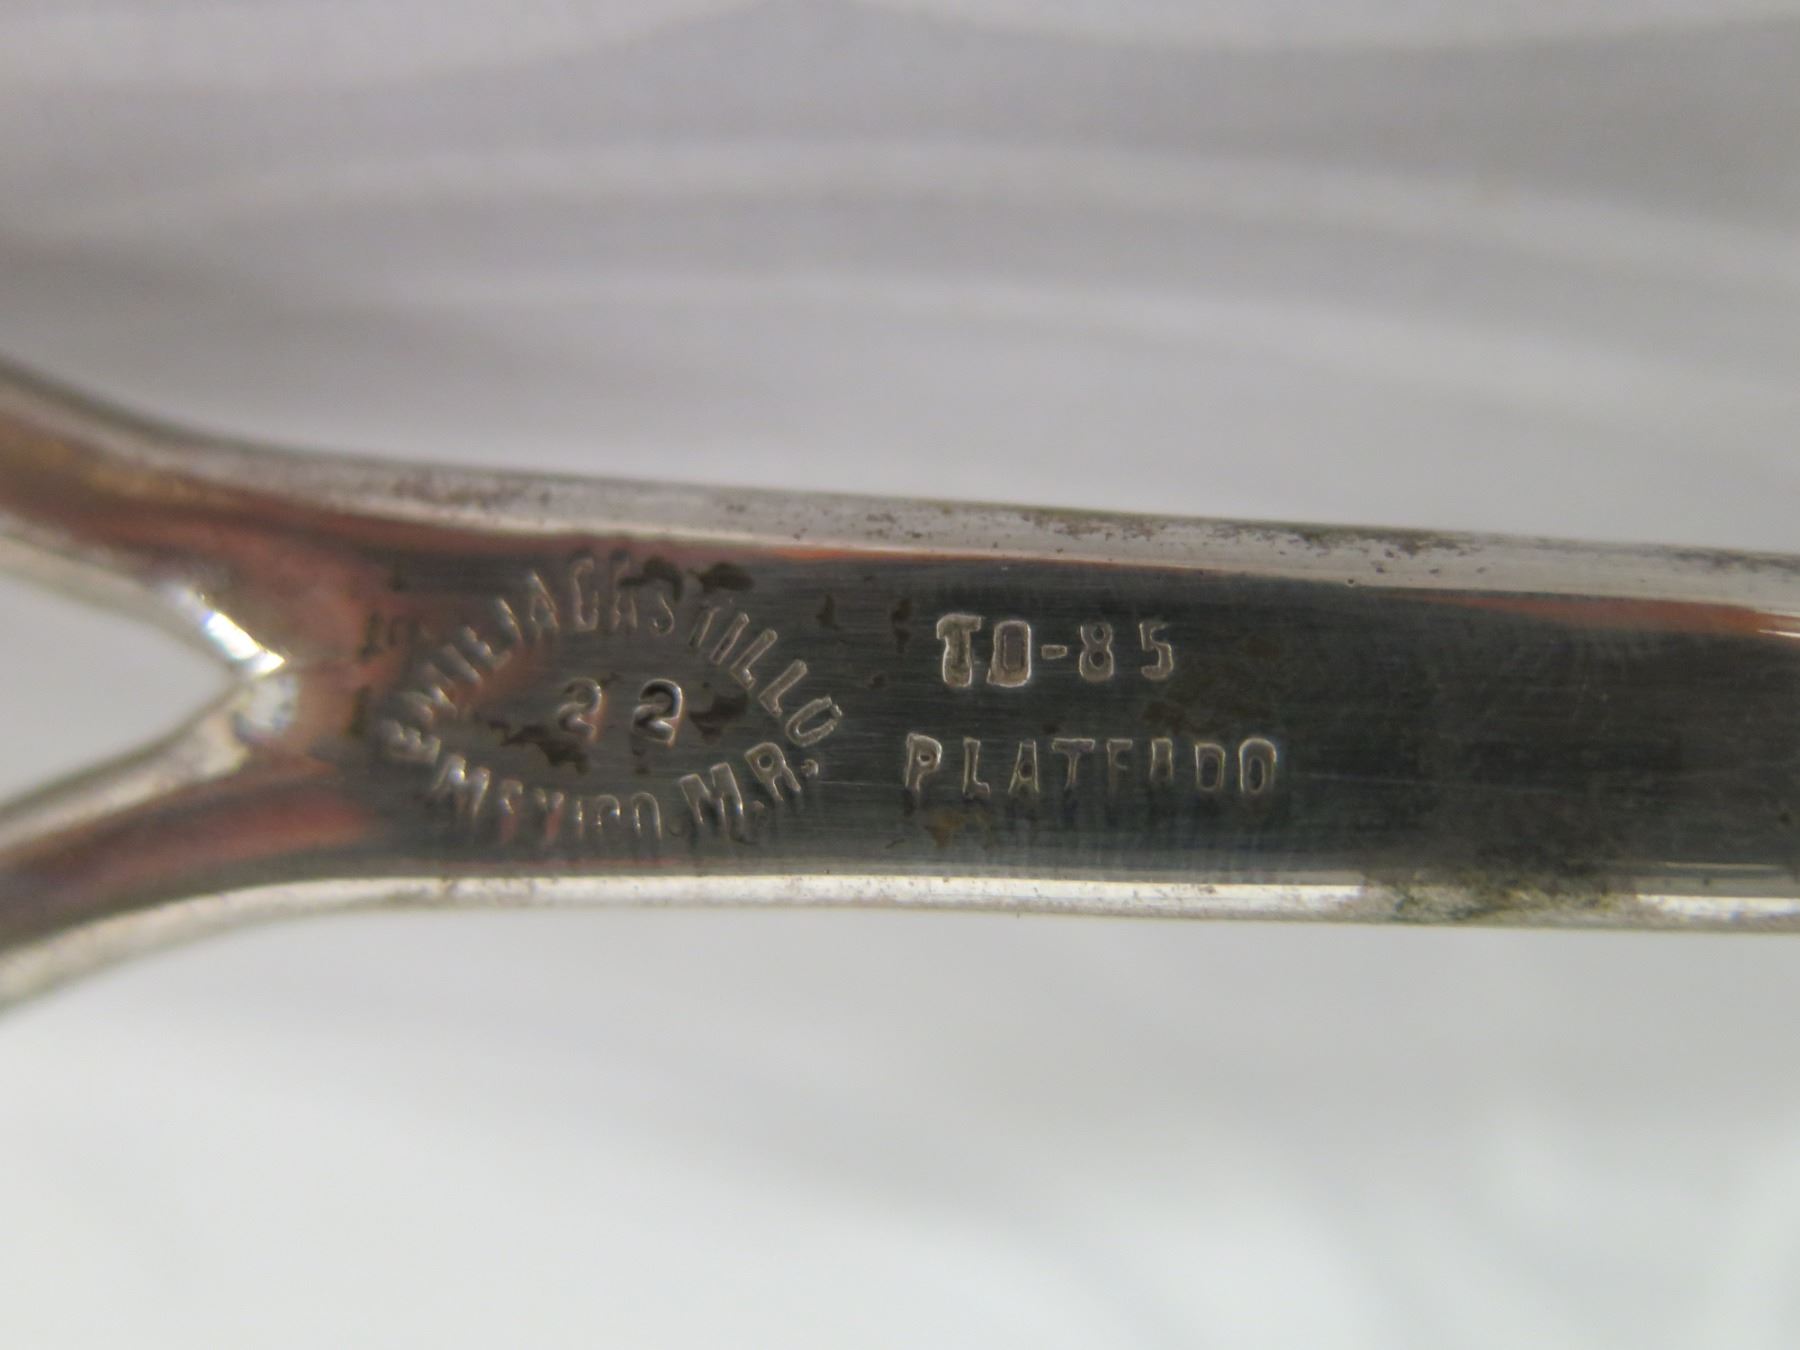 EMILIA CASTILLO
22
MEXICO M.R.
TO-85
PLATEADO